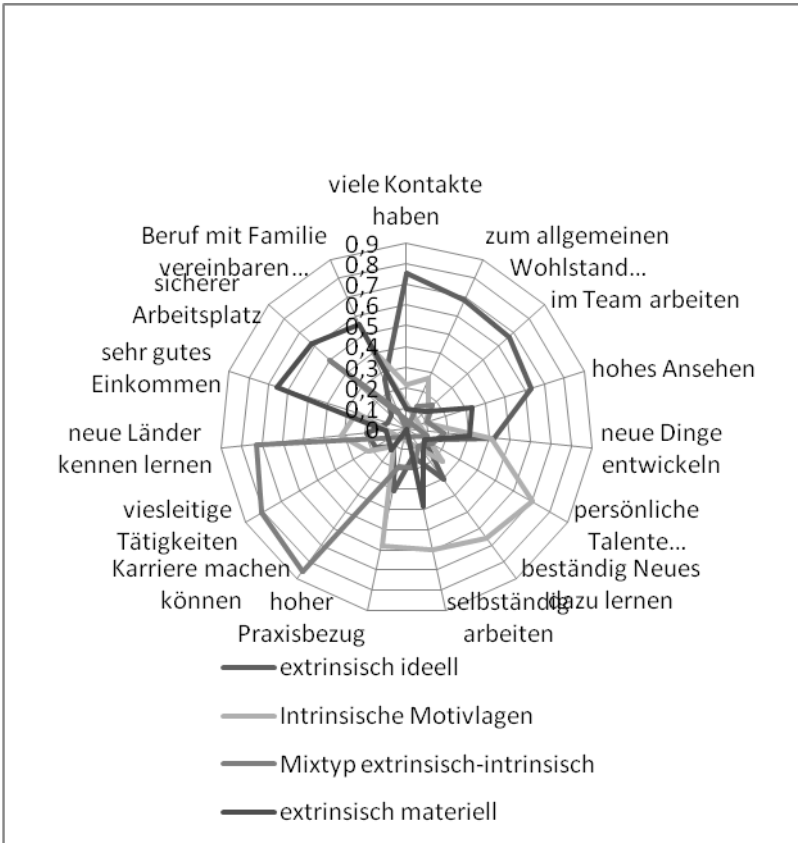 viele Kontakte
haben
zum allgemeinen
Wohlstand...
im Team arbeiten
hohes Ansehen
neue Dinge
entwickeln
persönliche
Talente...
beständig Neues
dazu lernen
selbständig
arbeiten
hoher
Praxisbezug
Karriere machen
können
viesleitige
Tätigkeiten
neue Länder
kennen lernen
sehr gutes
Einkommen
sicherer
Arbeitsplatz
Beruf mit Familie
vereinbaren...
0,9
0,8
0,7
0,6
0,5
0,4
0,3
0,2
0,1
0
extrinsisch ideell
Intrinsische Motivlagen
Mixtyp extrinsisch-intrinsisch
extrinsisch materiell